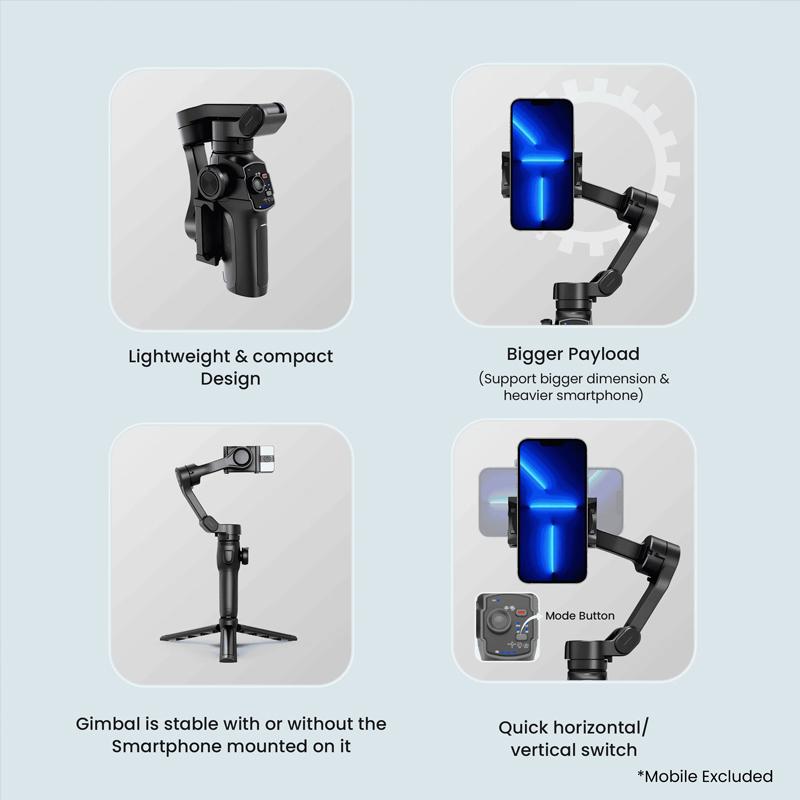 Lightweight & compact
Design
Bigger Payload
(Support bigger dimension &
heavier smartphone)
Gimbal is stable with or without the
Smartphone mounted on it
Mode Button
Quick horizontal/
vertical switch
*Mobile Excluded